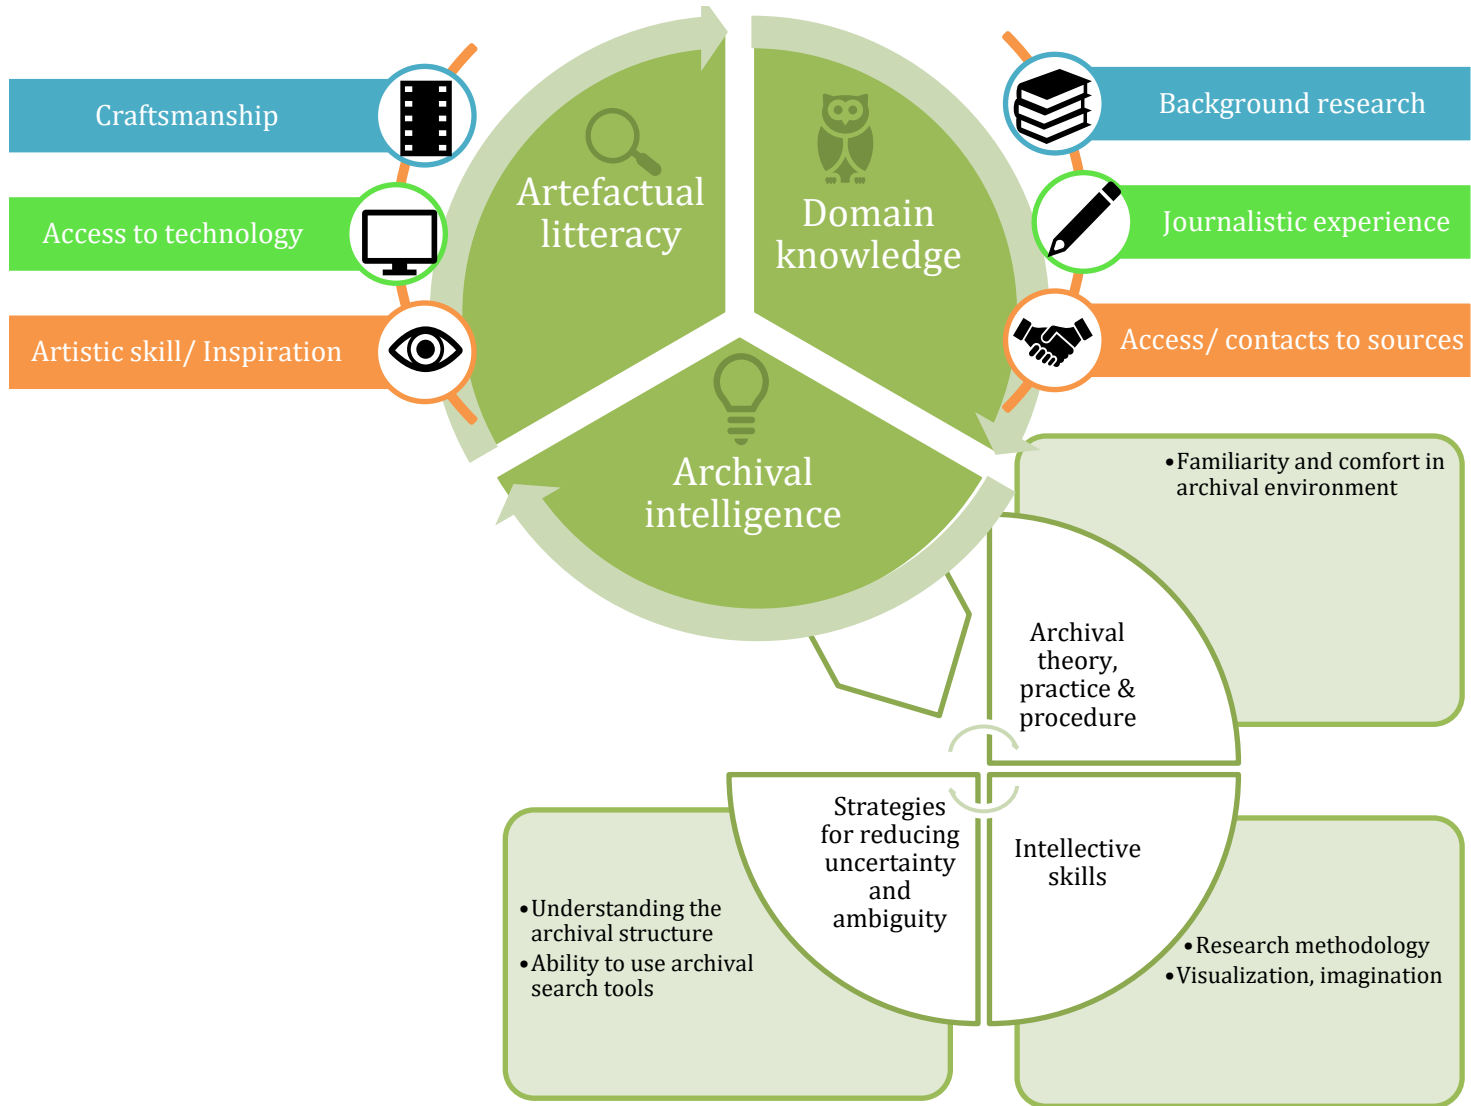 Craftsmanship
Access to technology
Artistic skill/ Inspiration
Artefactual
litteracy
Domain
knowledge
Archival
intelligence
Background research
Journalistic experience
Access/ contacts to sources
•Familiarity and comfort in
archival environment
Archival
theory,
practice &
procedure
Strategies
for reducing
uncertainty
and
ambiguity
Intellective
skills
•Understanding the
archival structure
•Ability to use archival
search tools
•Research methodology
•Visualization, imagination